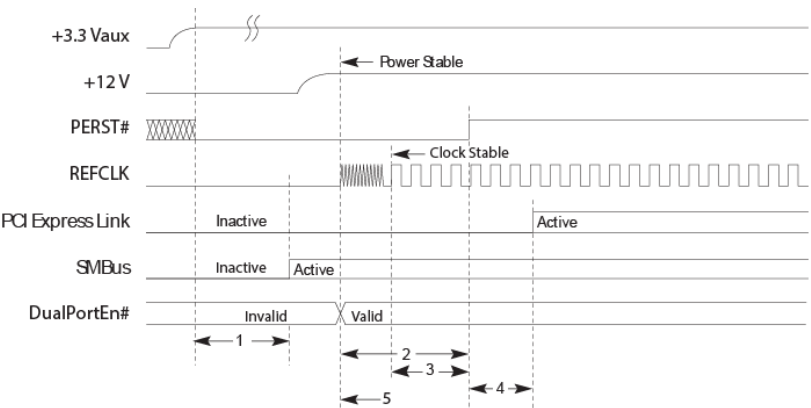 +3.3 Vaux
Power Stable
+12 V
PERST#
Clock Stable
REFCLK
PCI Express Link Inactive Active
SMBus Inactive Active
DualPortEn# Invalid Valid
1
2
3
4
5